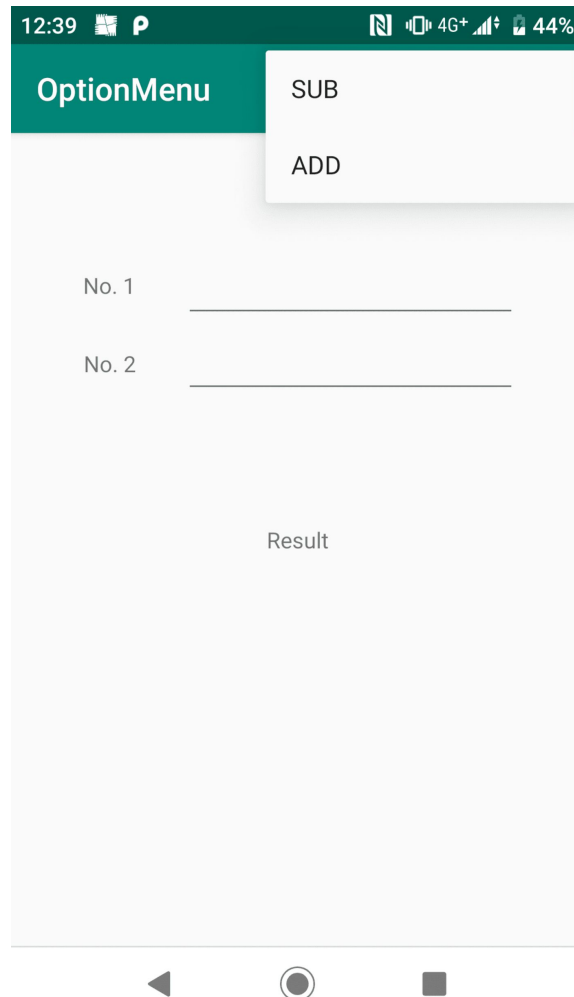 12:39 4G+ 44%
OptionMenu
SUB
ADD
No. 1
No. 2
Result